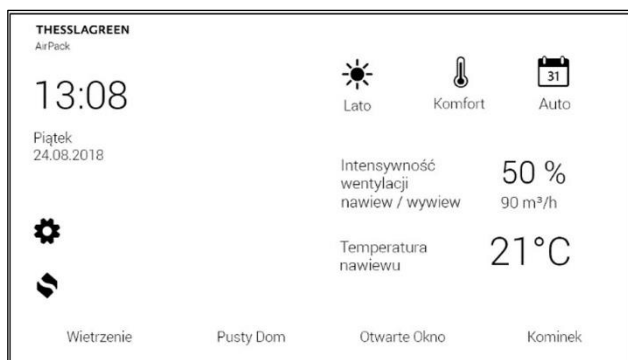 THESSLAGREEN
AirPack
13:08
Piątek
24.08.2018
31
Lato
Komfort
Auto
Intensywność
wentylacji
nawiew / wywiew
50 %
90 m³/h
Temperatura
nawiewu
21°C
Wietrzenie
Pusty Dom
Otwarte Okno
Kominek